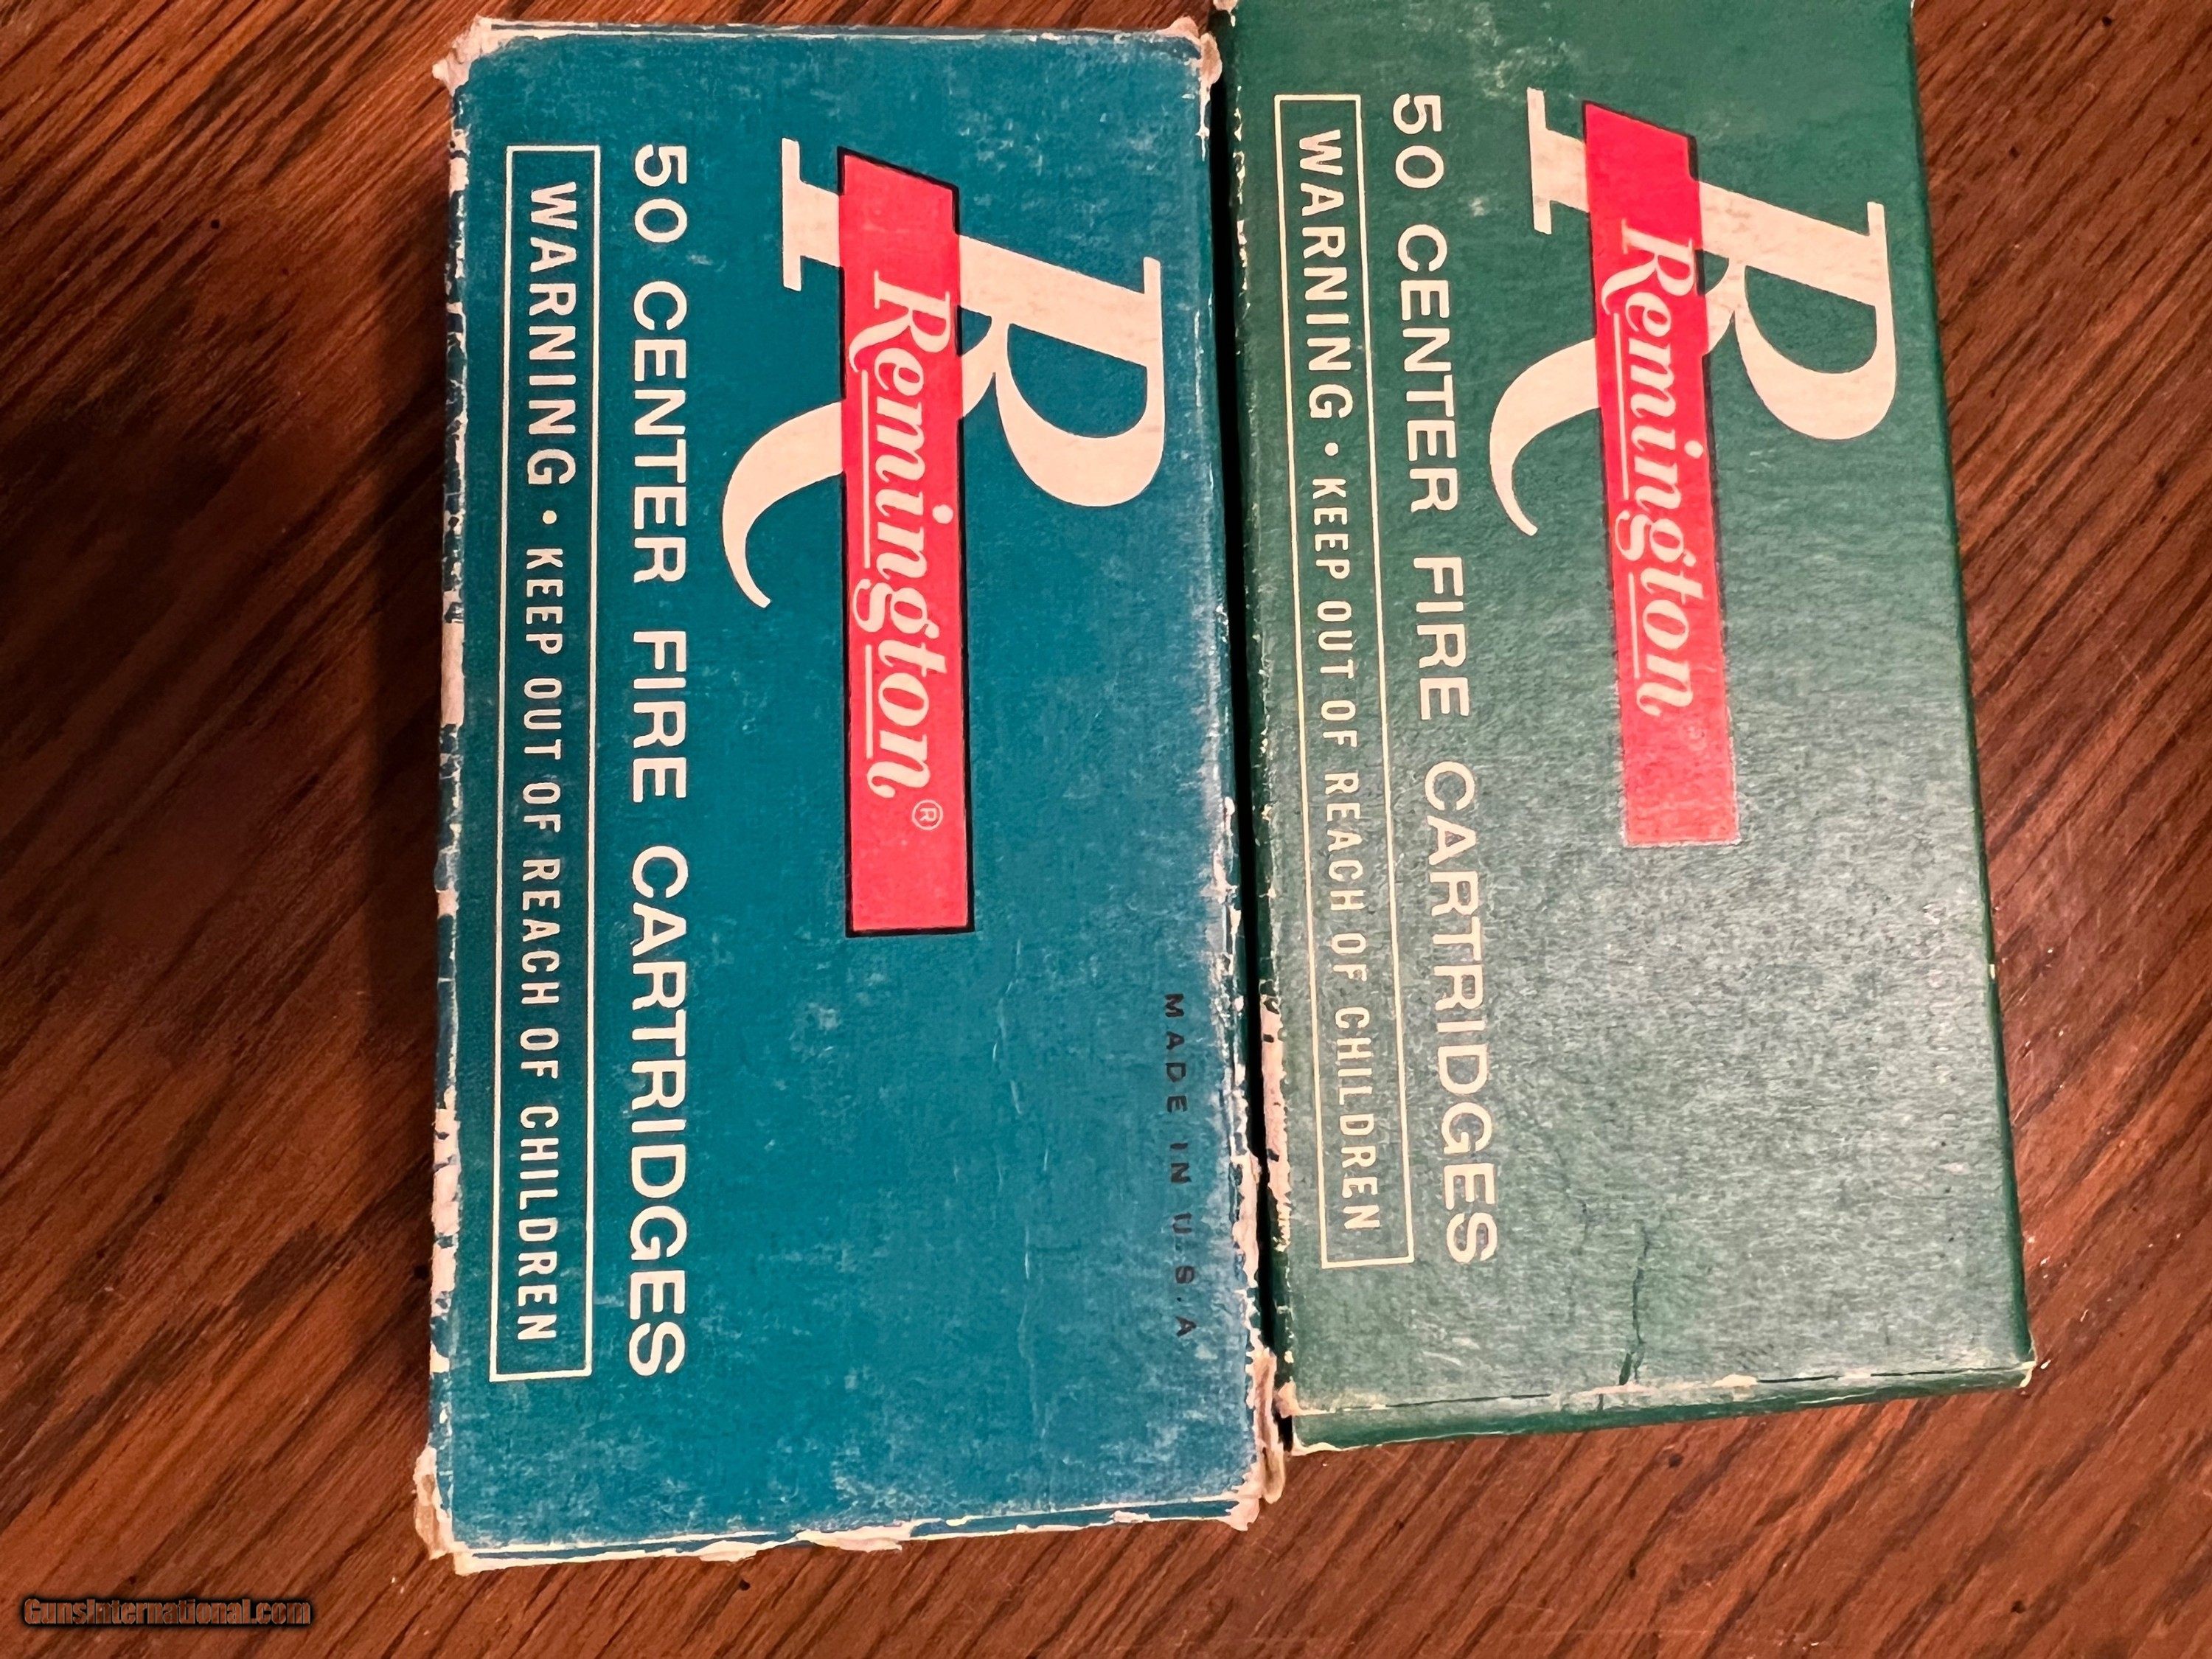 Remington®
50 CENTER FIRE CARTRIDGES
WARNING • KEEP OUT OF REACH OF CHILDREN
MADE IN U.S.A
R
Remington®
50 CENTER FIRE CARTRIDGES
WARNING • KEEP OUT OF REACH OF CHILDREN
R
GunsInternational.com